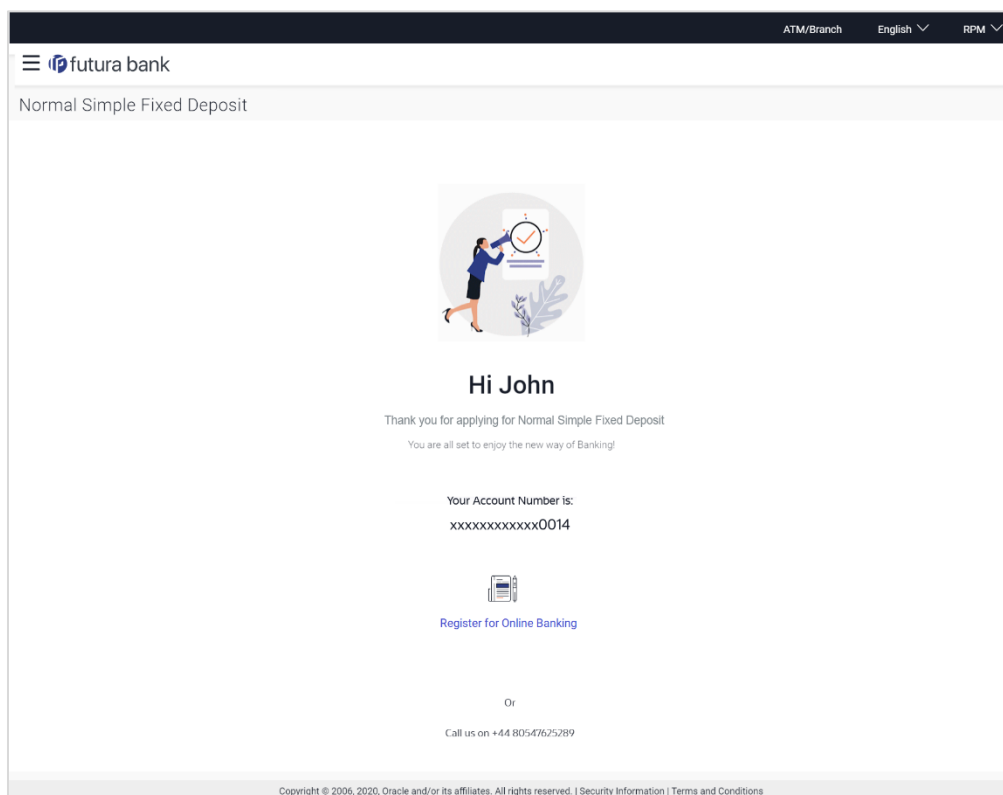 ATM/Branch English RPM
futura bank
Normal Simple Fixed Deposit
Hi John
Thank you for applying for Normal Simple Fixed Deposit
You are all set to enjoy the new way of Banking!
Your Account Number is:
xxxxxxxxxxxx0014
Register for Online Banking
Or
Call us on +44 80547625289
Copyright © 2006, 2020, Oracle and/or its affiliates. All rights reserved. | Security Information | Terms and Conditions